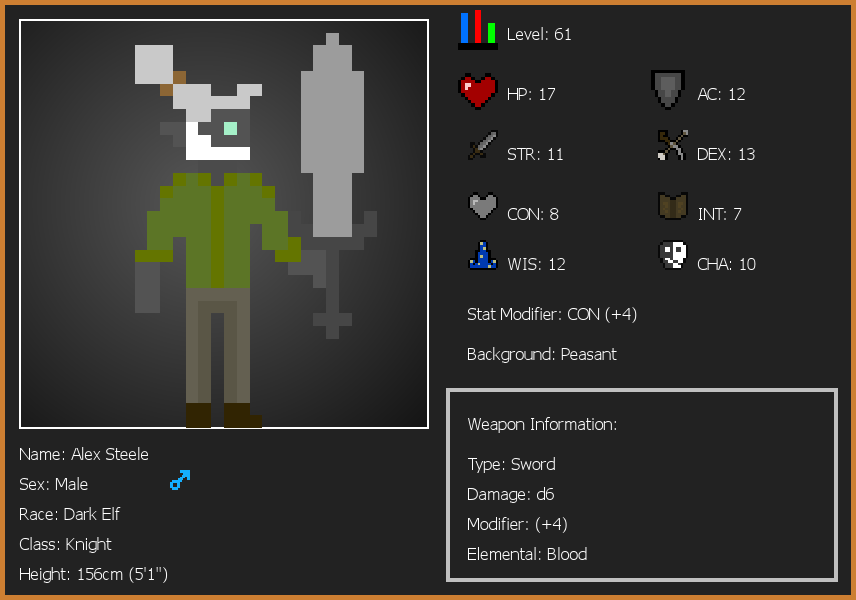 Level: 61
HP: 17
AC: 12
STR: 11
DEX: 13
CON: 8
INT: 7
WIS: 12
CHA: 10
Stat Modifier: CON (+4)
Background: Peasant
Weapon Information:
Type: Sword
Damage: d6
Modifier: (+4)
Elemental: Blood
Name: Alex Steele
Sex: Male
Race: Dark Elf
Class: Knight
Height: 156cm (5'1")